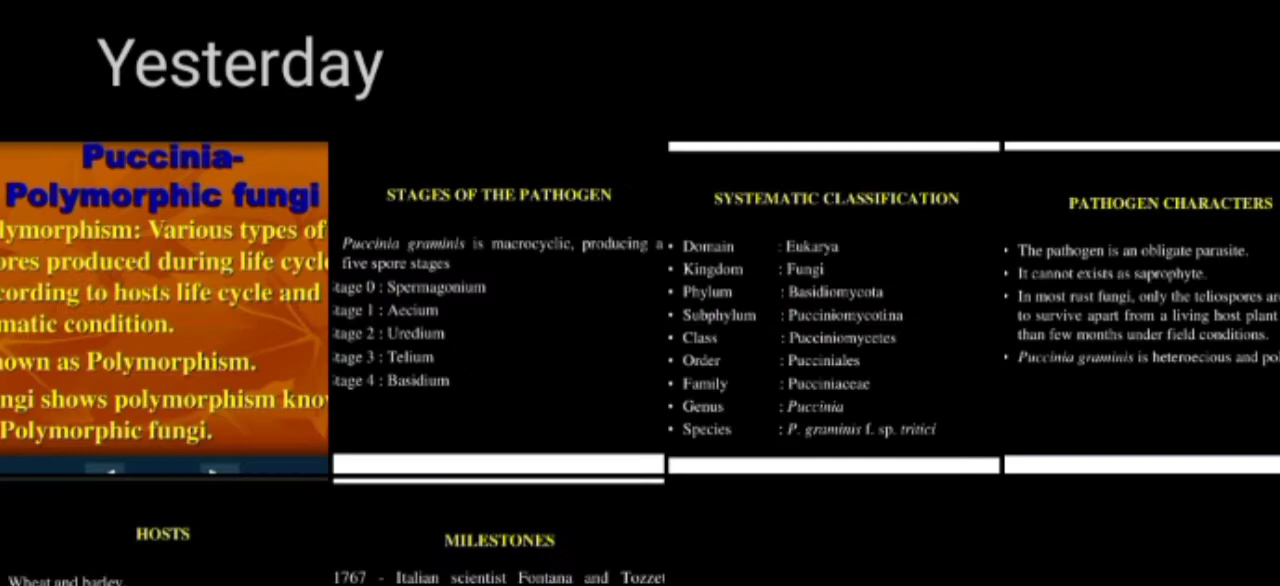 Yesterday
Puccinia-
Polymorphic fungi
lymorphism: Various types of
ores produced during life cycl
cording to hosts life cycle and
matic condition.
nown as Polymorphism.
ngi shows polymorphism kno
Polymorphic fungi.
STAGES OF THE PATHOGEN
Puccinia graminis is macrocyclic, producing a
five spore stages
tage 0 : Spermagonium
tage 1 : Aecium
tage 2 : Uredium
tage 3 : Telium
tage 4 : Basidium
SYSTEMATIC CLASSIFICATION
• Domain : Eukarya
• Kingdom : Fungi
• Phylum : Basidiomycota
• Subphylum : Pucciniomycotina
• Class : Pucciniomycetes
• Order : Pucciniales
• Family : Pucciniaceae
• Genus : Puccinia
• Species : P. graminis f. sp. tritici
PATHOGEN CHARACTERS
• The pathogen is an obligate parasite.
• It cannot exists as saprophyte.
• In most rust fungi, only the teliospores a
to survive apart from a living host plant
than few months under field conditions.
• Puccinia graminis is heteroecious and po
HOSTS
Wheat and barley
MILESTONES
1767 - Italian scientist Fontana and Tozzet